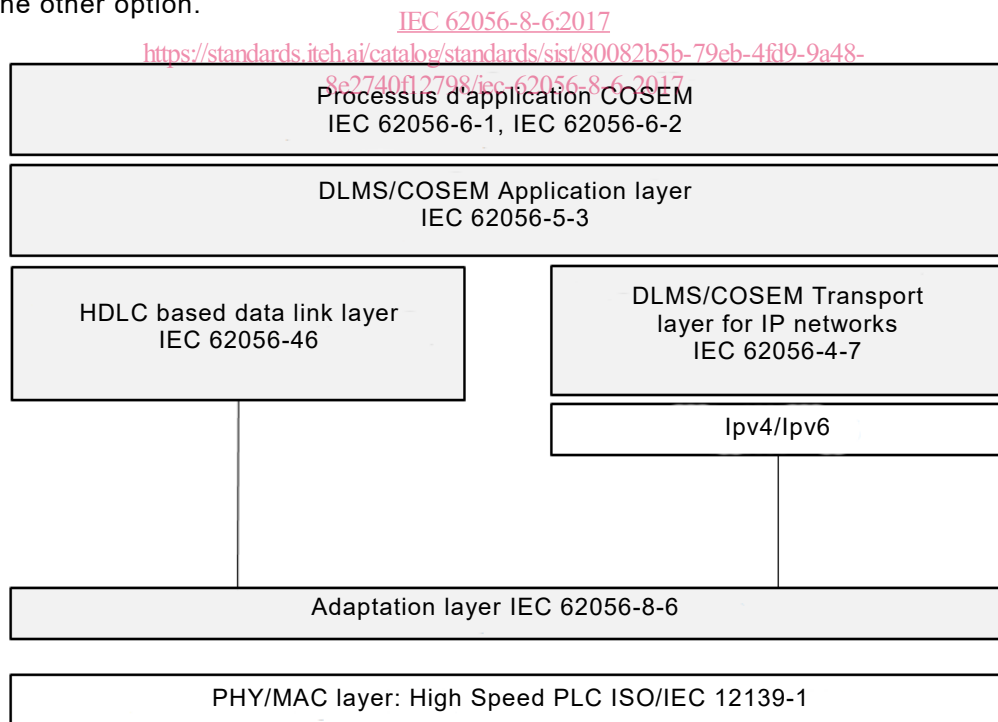 he other option.
IEC 62056-8-6:2017
https://standards.iteh.ai/catalog/standards/sist/80082b5b-79eb-4fd9-9a48-
8e2740f12798/iec-62056-8-6-2017
Processus d'application COSEM
IEC 62056-6-1, IEC 62056-6-2
DLMS/COSEM Application layer
IEC 62056-5-3
HDLC based data link layer
IEC 62056-46
DLMS/COSEM Transport
layer for IP networks
IEC 62056-4-7
Ipv4/Ipv6
Adaptation layer IEC 62056-8-6
PHY/MAC layer: High Speed PLC ISO/IEC 12139-1